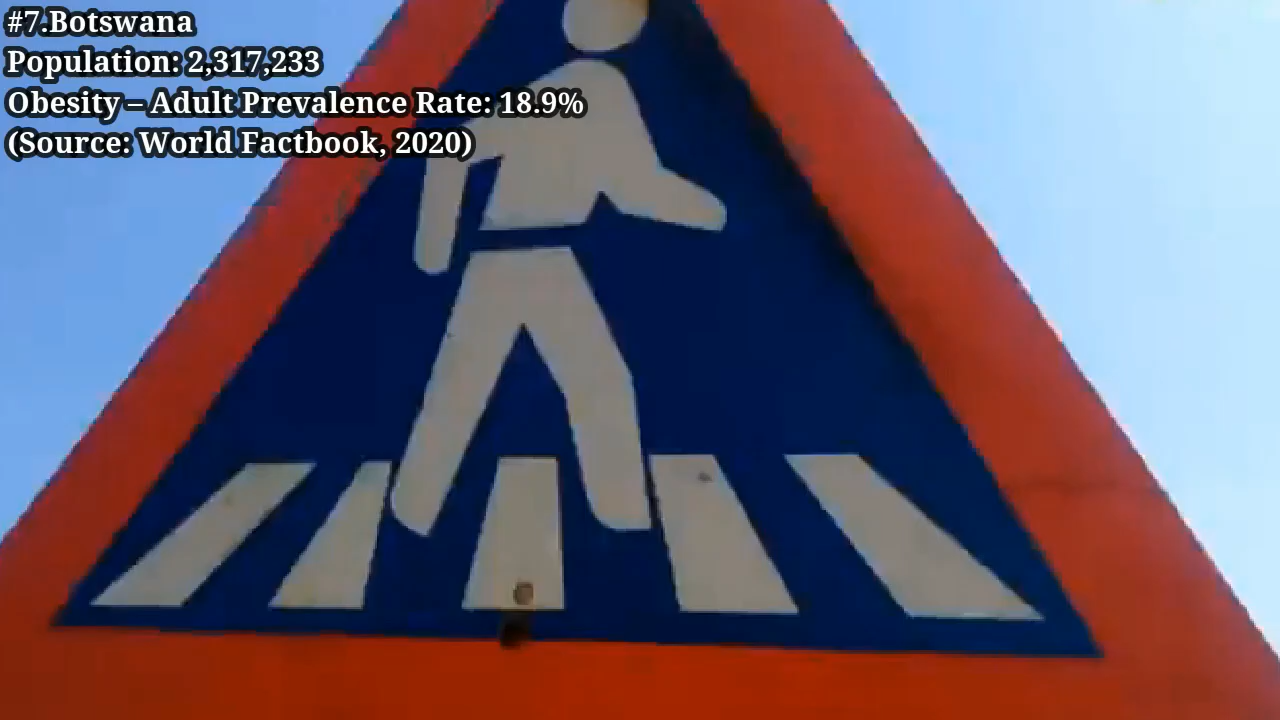 #7.Botswana
Population: 2,317,233
Obesity – Adult Prevalence Rate: 18.9%
(Source: World Factbook, 2020)